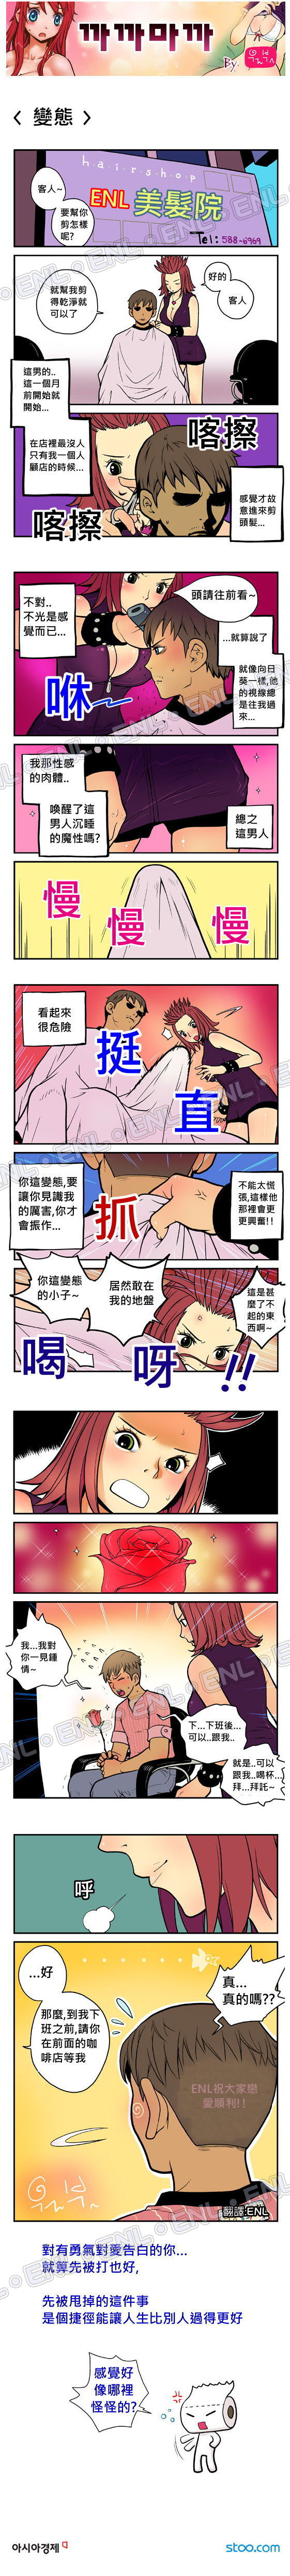 까까마까
By.
< 變態 >
hairshop
ENL 美髮院
Tel: 588-6969
客人~
要幫你
剪怎樣
呢?
就幫我剪
得乾淨就
可以了
好的
客人
這男的..
這一個月
前開始就
開始...
在店裡最沒人
只有我一個人
顧店的時候...
喀擦
喀擦
感覺才故
意進來剪
頭髮...
不對..
不光是感
覺而已...
頭請往前看~
...就算說了
咻~
就像向日
葵一樣,他
的視線總
是往我過
來...
我那性感
的肉體..
喚醒了這
男人沉睡
的魔性嗎?
總之
這男人
慢
慢
慢
看起來
很危險
挺
直
你這變態,要
讓你見識我
的厲害,你才
會振作...
抓
不能太慌
張,這樣他
那裡會更
更興奮!!
你這變態
的小子~
居然敢在
我的地盤
這是甚
麼了不
起的東
西啊~
喝
呀
!!
我...我對
你一見鍾
情~
下...下班後...
可以..跟我..
就是..可以
跟我..喝杯...
拜...拜託~
呼
...好
那麼,到我下
班之前,請你
在前面的咖
啡店等我
真...
真的嗎??
ENL祝大家戀
愛順利!!
翻譯:ENL
對有勇氣對愛告白的你...
就算先被打也好,
先被甩掉的這件事
是個捷徑能讓人生比別人過得更好
感覺好
像哪裡
怪怪的?
아시아경제
stoo.com